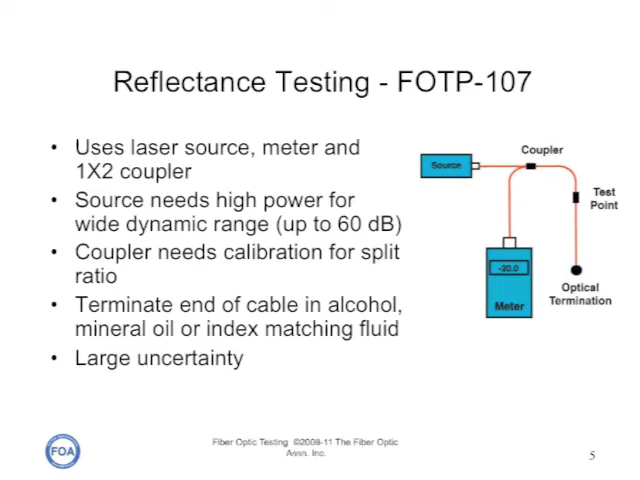 Reflectance Testing - FOTP-107
• Uses laser source, meter and
1X2 coupler
• Source needs high power for
wide dynamic range (up to 60 dB)
• Coupler needs calibration for split
ratio
• Terminate end of cable in alcohol,
mineral oil or index matching fluid
• Large uncertainty
Coupler
Source
Test
Point
-20.0
Meter
Optical
Termination
FOA
Fiber Optic Testing ©2008-11 The Fiber Optic
Assn. Inc.
5